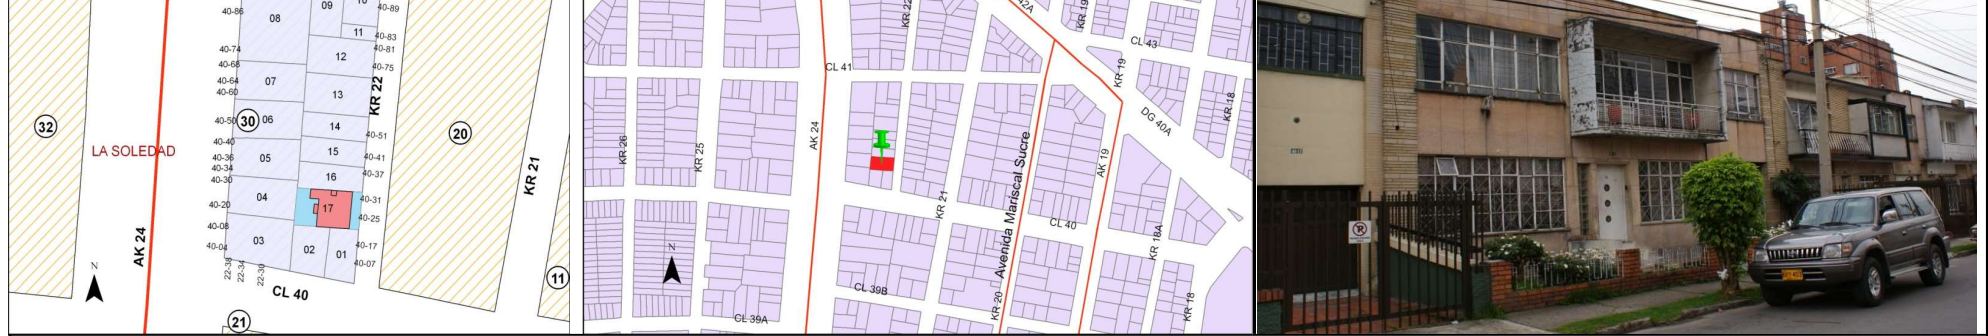 40-86
08
09
40-89
11
40-83
40-74
40-81
12
40-68
40-75
40-64
07
KR 22
40-60
13
32
40-50
30
06
14
20
40-51
40-40
LA SOLEDAD
40-36
05
15
40-41
40-34
16
40-37
40-30
KR 21
04
40-31
40-20
17
40-25
40-08
03
02
01
40-17
40-04
AK 24
40-07
22-38
22-34
22-30
N
CL 40
11
21
KR 22
KR 19
42A
CL 43
CL 41
KR 19
KR 18
DG 40A
AK 24
KR 26
KR 25
Avenida Mariscal Sucre
AK 19
KR 21
CL 40
KR 18A
N
CL 39B
KR 20
KR 18
CL 39A